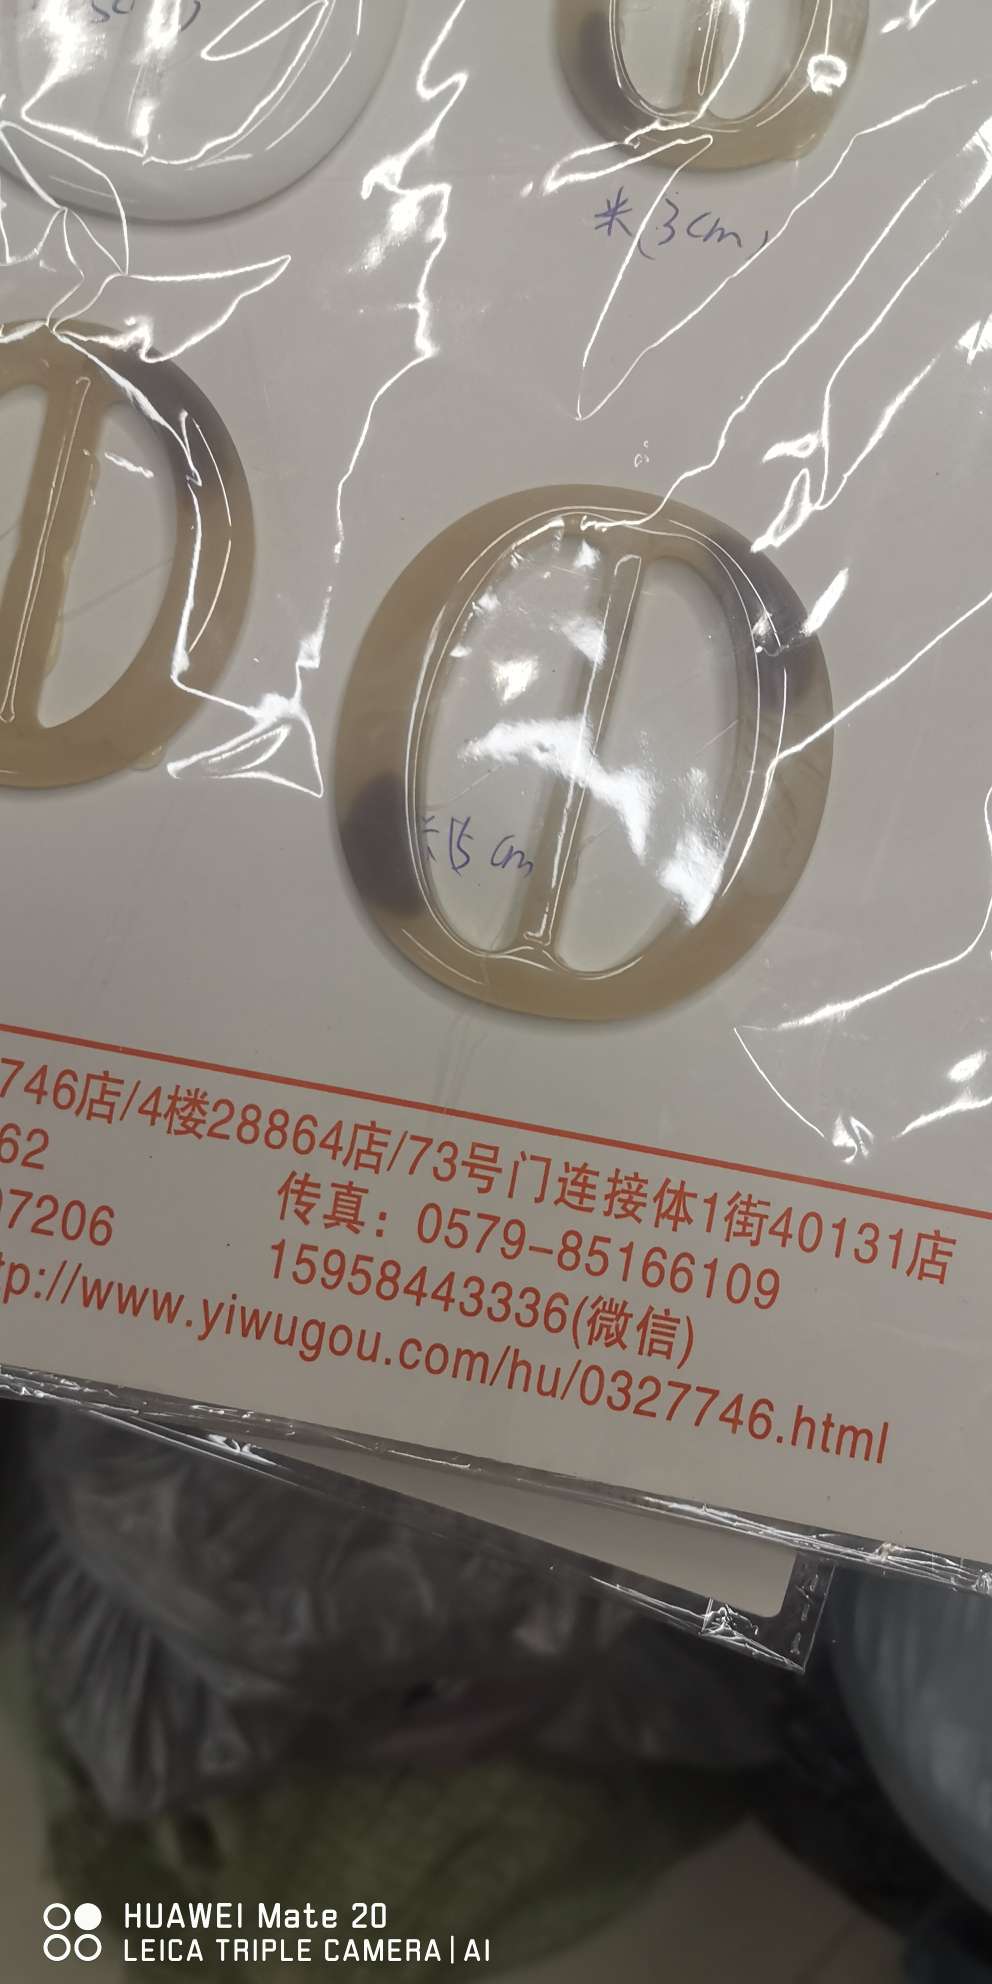 米(3cm)
5cm
746店/4楼28864店/73号门连接体1街40131店
62
传真：0579-85166109
7206
15958443336(微信)
tp://www.yiwugou.com/hu/0327746.html
HUAWEI Mate 20
LEICA TRIPLE CAMERA|AI